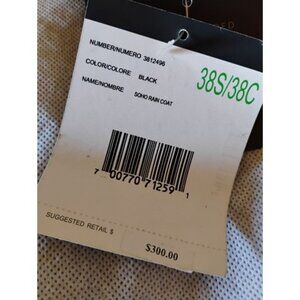 NUMBER/NUMERO 3812496
COLOR/COLORE BLACK
NAME/NOMBRE SOHO RAIN COAT
38S/38C
7 00770 71259 1
SUGGESTED RETAIL $
$300.00